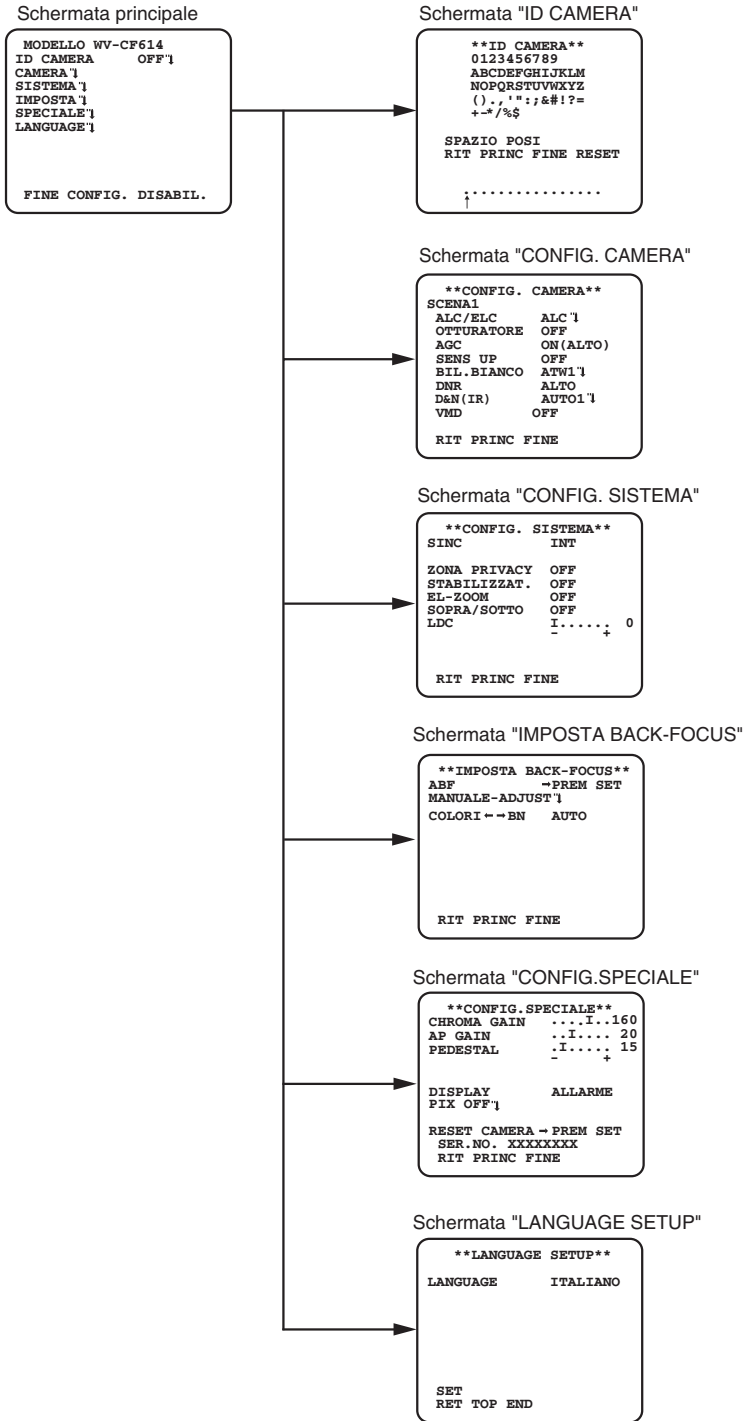 Schermata principale
MODELLO WV-CF614
ID CAMERA OFF
CAMERA
SISTEMA
IMPOSTA
SPECIALE
LANGUAGE
FINE CONFIG. DISABIL.
Schermata "ID CAMERA"
**ID CAMERA**
0123456789
ABCDEFGHIJKLM
NOPQRSTUVWXYZ
().,'":;&#!?=
+-*/%$
SPAZIO POSI
RIT PRINC FINE RESET
................
↑
Schermata "CONFIG. CAMERA"
**CONFIG. CAMERA**
SCENA1
ALC/ELC ALC
OTTURATORE OFF
AGC ON(ALTO)
SENS UP OFF
BIL.BIANCO ATW1
DNR ALTO
D&N(IR) AUTO1
VMD OFF
RIT PRINC FINE
Schermata "CONFIG. SISTEMA"
**CONFIG. SISTEMA**
SINC INT
ZONA PRIVACY OFF
STABILIZZAT. OFF
EL-ZOOM OFF
SOPRA/SOTTO OFF
LDC I...... 0
- +
RIT PRINC FINE
Schermata "IMPOSTA BACK-FOCUS"
**IMPOSTA BACK-FOCUS**
ABF →PREM SET
MANUALE-ADJUST
COLORI←→BN AUTO
RIT PRINC FINE
Schermata "CONFIG.SPECIALE"
**CONFIG.SPECIALE**
CHROMA GAIN ....I..160
AP GAIN ..I.... 20
PEDESTAL .I..... 15
- +
DISPLAY ALLARME
PIX OFF
RESET CAMERA→PREM SET
SER.NO. XXXXXXXX
RIT PRINC FINE
Schermata "LANGUAGE SETUP"
**LANGUAGE SETUP**
LANGUAGE ITALIANO
SET
RET TOP END